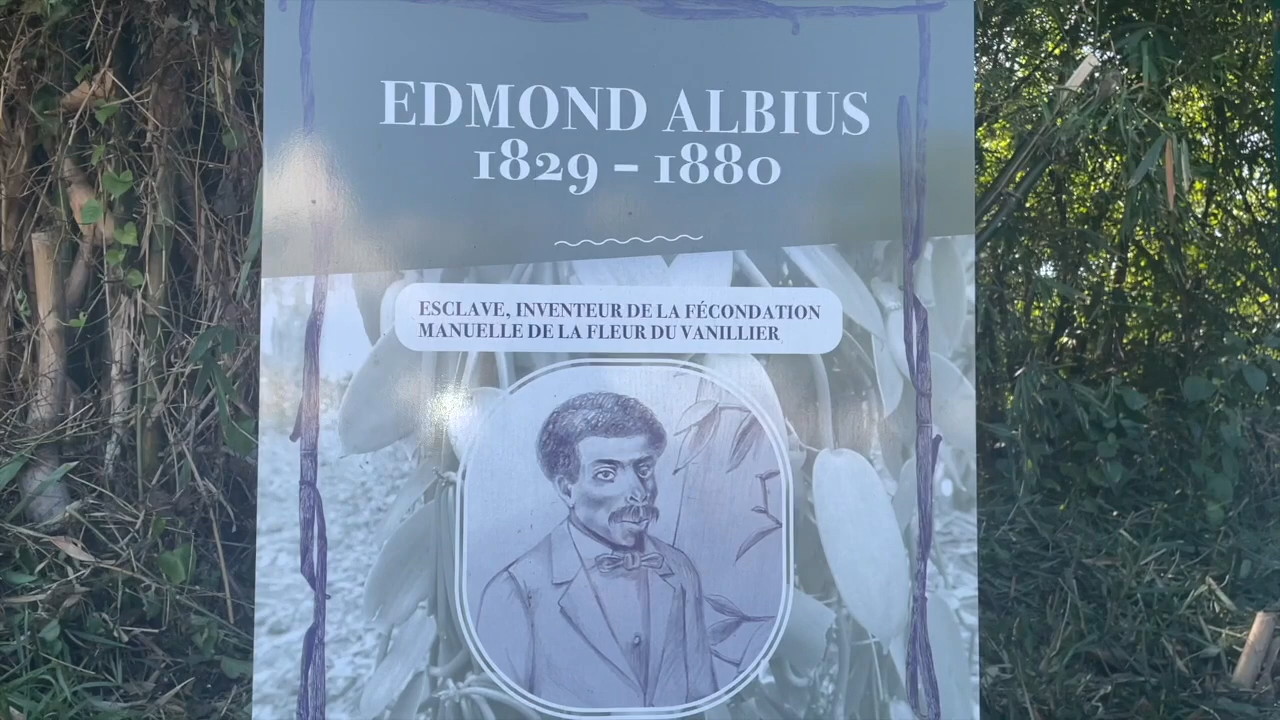 EDMOND ALBIUS
1829 – 1880
ESCLAVE, INVENTEUR DE LA FÉCONDATION
MANUELLE DE LA FLEUR DU VANILLIER